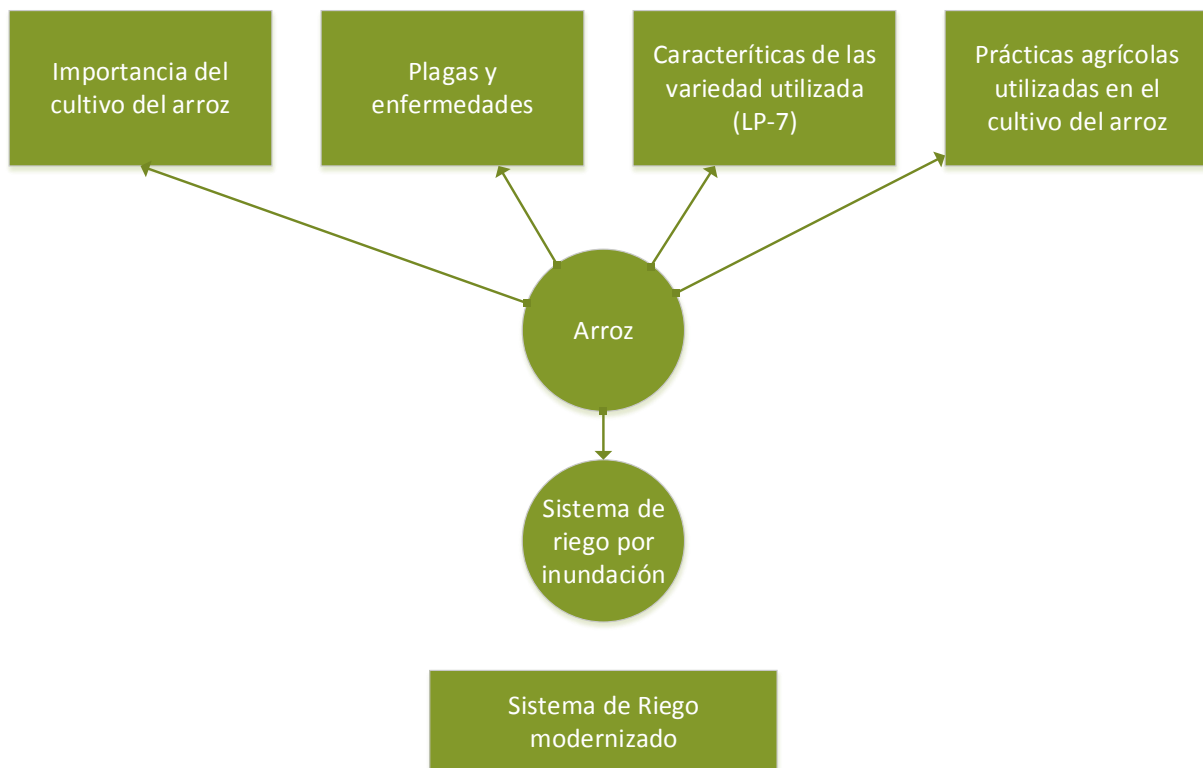 Importancia del
cultivo del arroz
Plagas y
enfermedades
Caracteríticas de las
variedad utilizada
(LP-7)
Prácticas agrícolas
utilizadas en el
cultivo del arroz
Arroz
Sistema de
riego por
inundación
Sistema de Riego
modernizado